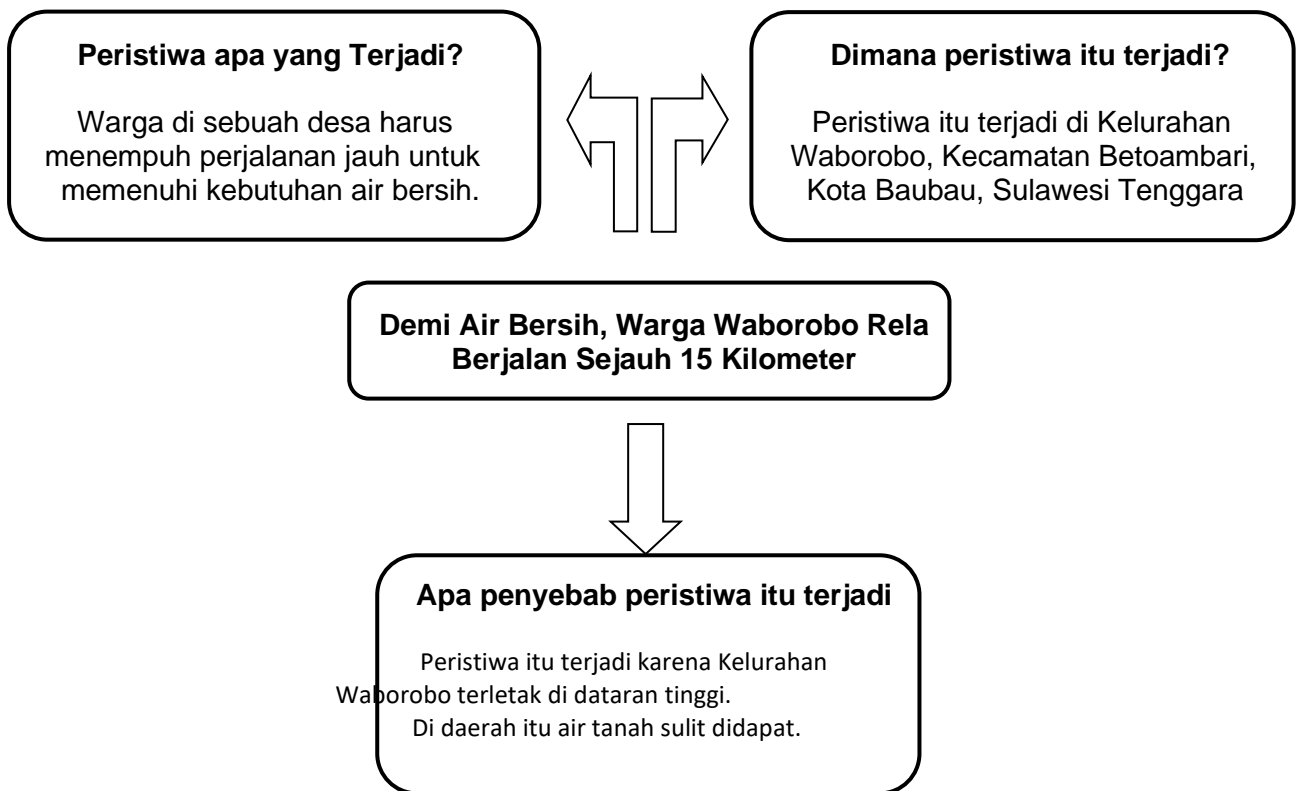 Peristiwa apa yang Terjadi?
Warga di sebuah desa harus
menempuh perjalanan jauh untuk
memenuhi kebutuhan air bersih.
Dimana peristiwa itu terjadi?
Peristiwa itu terjadi di Kelurahan
Waborobo, Kecamatan Betoambari,
Kota Baubau, Sulawesi Tenggara
Demi Air Bersih, Warga Waborobo Rela
Berjalan Sejauh 15 Kilometer
Apa penyebab peristiwa itu terjadi
Peristiwa itu terjadi karena Kelurahan
Waborobo terletak di dataran tinggi.
Di daerah itu air tanah sulit didapat.